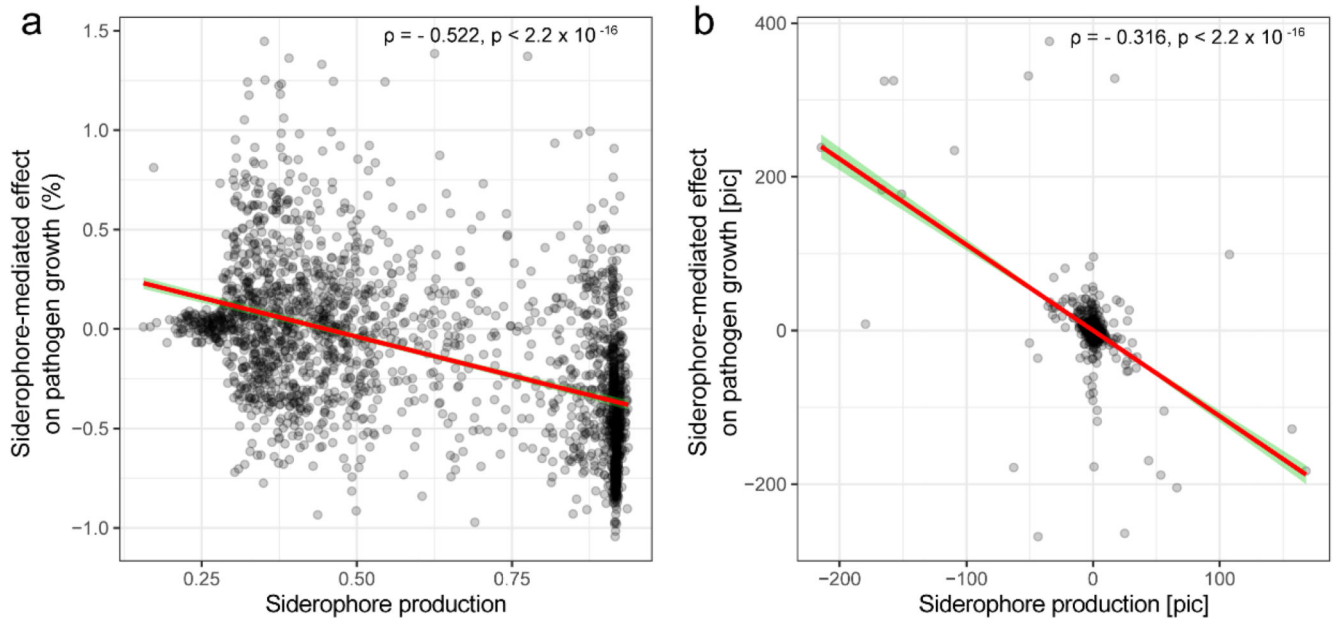 a
ρ = - 0.522, p < 2.2 x 10 -16
1.5
1.0
0.5
0.0
−0.5
−1.0
Siderophore-mediated effect
on pathogen growth (%)
0.25
0.50
0.75
Siderophore production
b
ρ = - 0.316, p < 2.2 x 10 -16
400
200
0
−200
Siderophore-mediated effect
on pathogen growth [pic]
−200
−100
0
100
Siderophore production [pic]